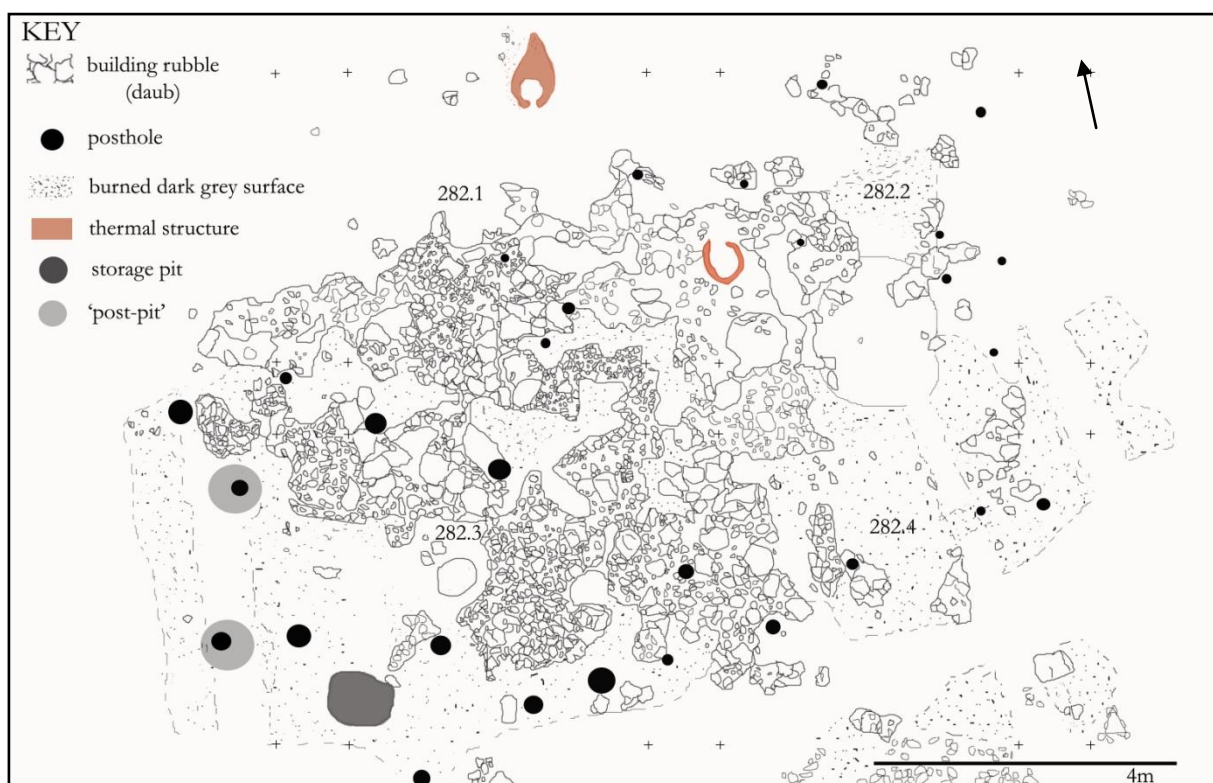 KEY
building rubble
(daub)
posthole
burned dark grey surface
thermal structure
storage pit
‘post-pit’
282.1
282.2
282.3
282.4
4m